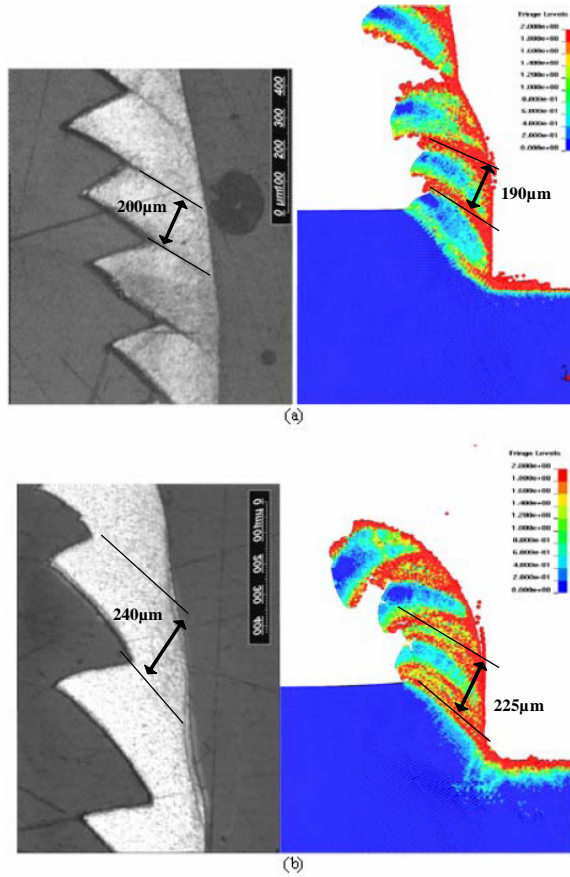 Fringe Levels
2.000e+00
1.800e+00
1.600e+00
1.400e+00
1.200e+00
1.000e+00
8.000e-01
6.000e-01
4.000e-01
2.000e-01
0.000e+00
0 µm100 200 300 400
200µm
190µm
(a)
Fringe Levels
2.000e+00
1.800e+00
1.600e+00
1.400e+00
1.200e+00
1.000e+00
8.000e-01
6.000e-01
4.000e-01
2.000e-01
0.000e+00
0 µm100 200 300 400
240µm
225µm
(b)